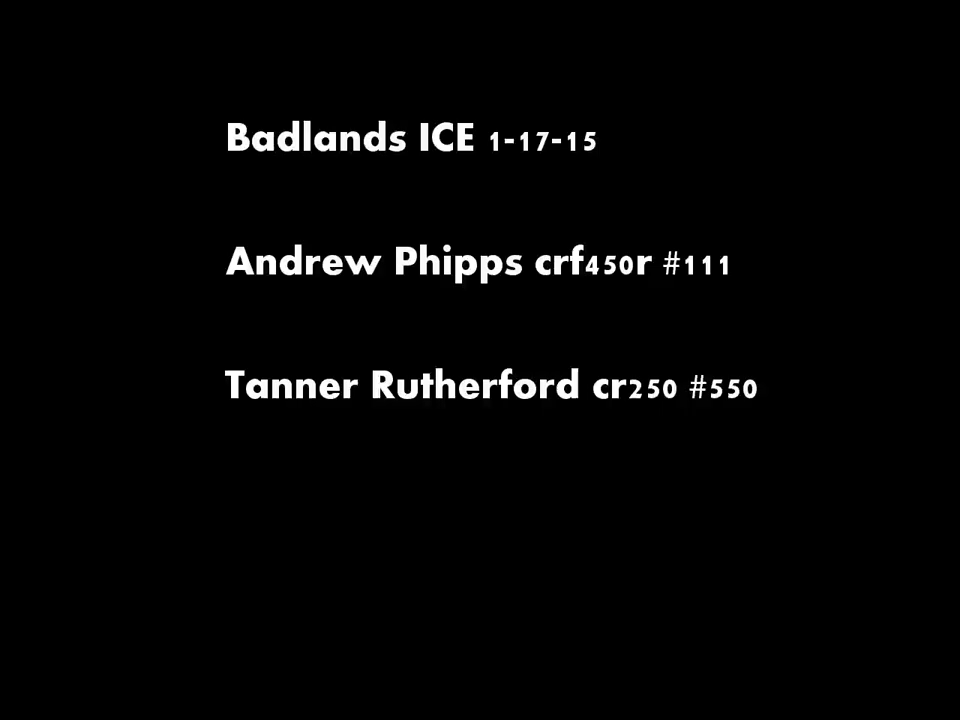 Badlands ICE 1-17-15
Andrew Phipps crf450r #111
Tanner Rutherford cr250 #550